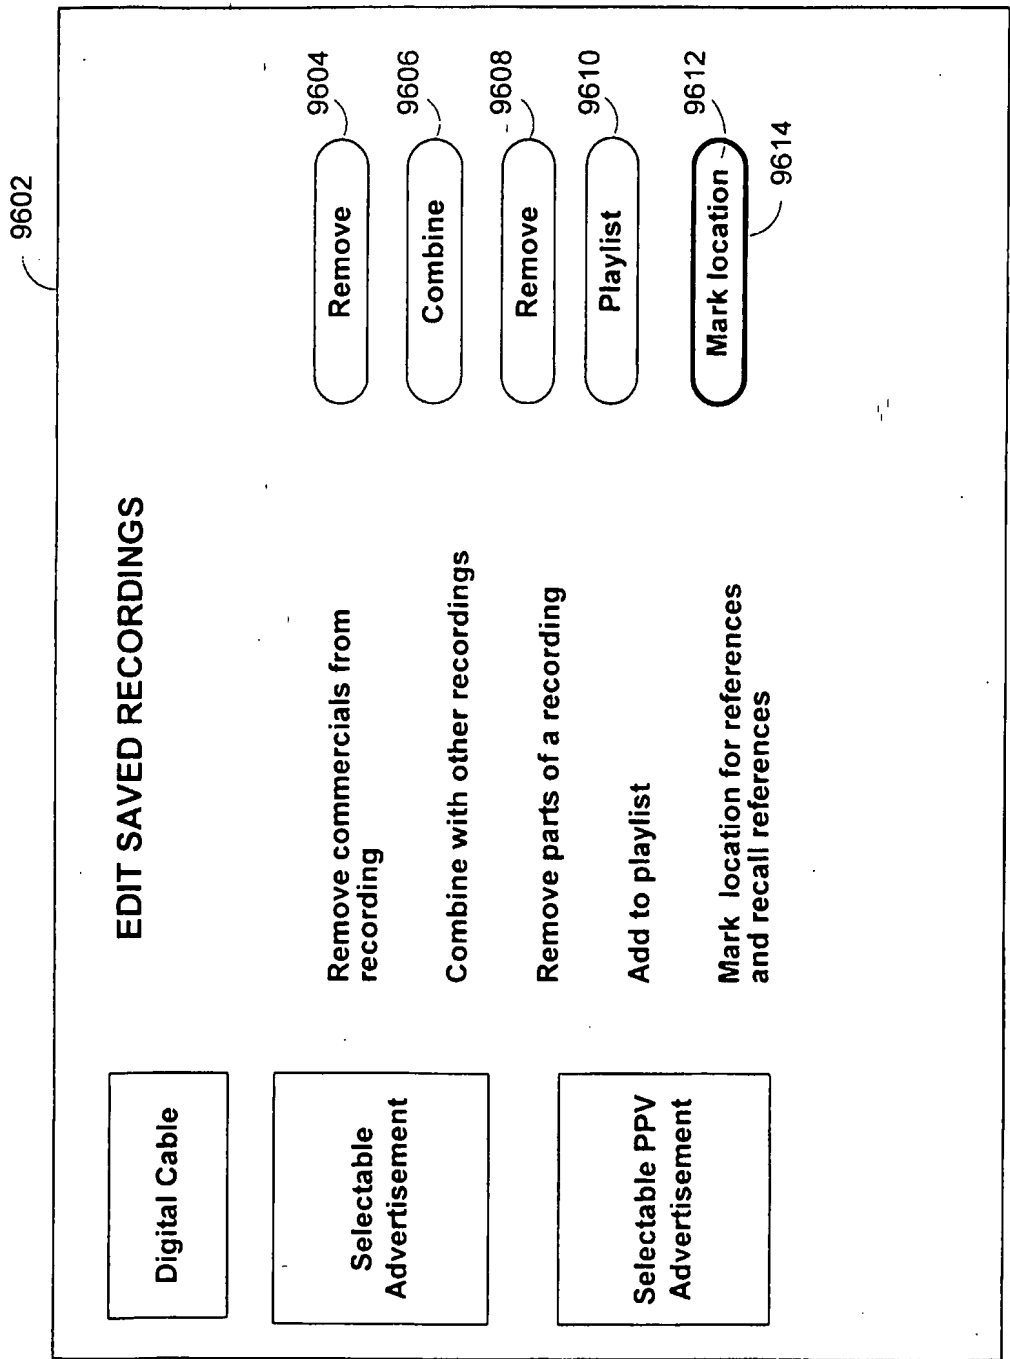 9602
EDIT SAVED RECORDINGS
Digital Cable
Selectable
Advertisement
Selectable PPV
Advertisement
Remove commercials from
recording
Remove
9604
Combine with other recordings
Combine
9606
Remove parts of a recording
Remove
9608
Add to playlist
Playlist
9610
Mark location for references
and recall references
Mark location
9612
9614